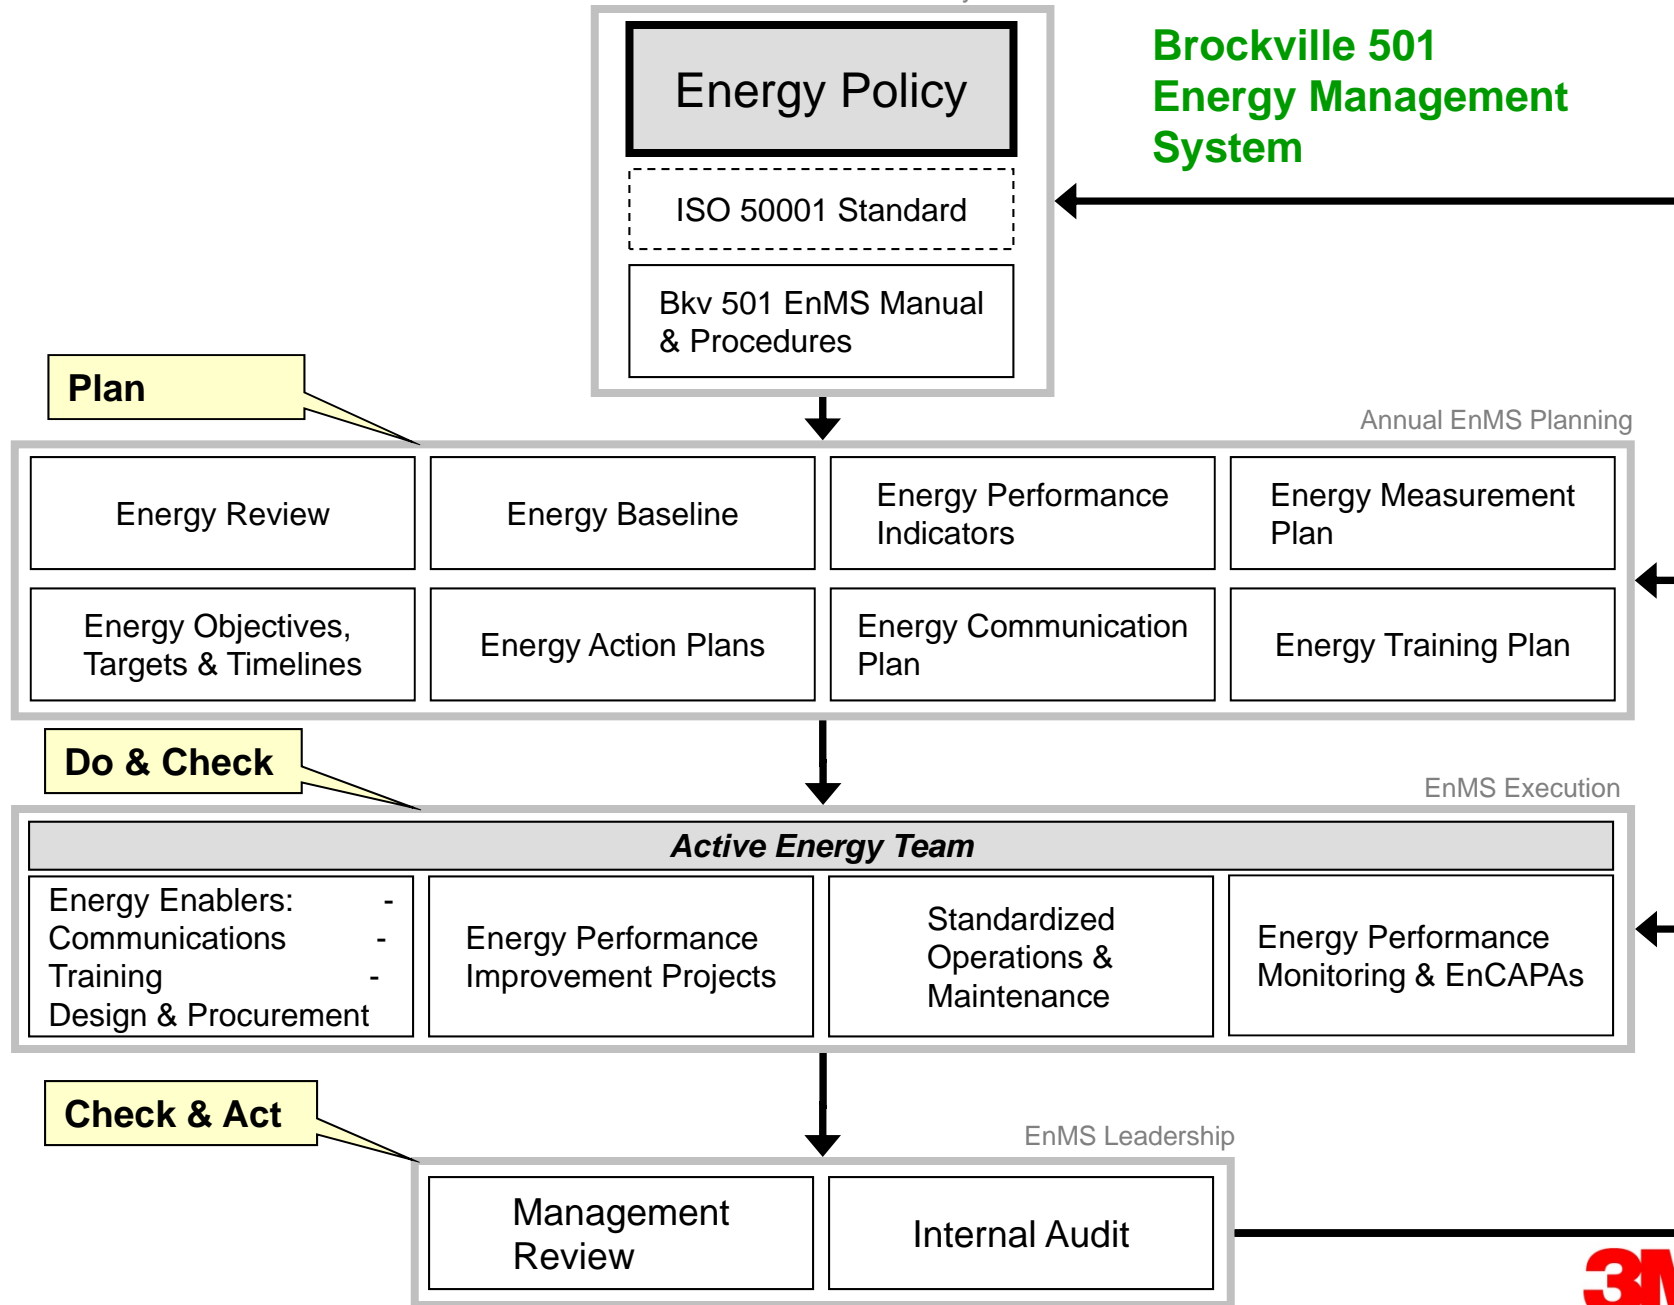 Energy Policy
Brockville 501
Energy Management
System
ISO 50001 Standard
Bkv 501 EnMS Manual
& Procedures
Plan
Annual EnMS Planning
Energy Review
Energy Baseline
Energy Performance
Indicators
Energy Measurement
Plan
Energy Objectives,
Targets & Timelines
Energy Action Plans
Energy Communication
Plan
Energy Training Plan
Do & Check
EnMS Execution
Active Energy Team
Energy Enablers: -
Communications -
Training -
Design & Procurement
Energy Performance
Improvement Projects
Standardized
Operations &
Maintenance
Energy Performance
Monitoring & EnCAPAs
Check & Act
EnMS Leadership
Management
Review
Internal Audit
3M